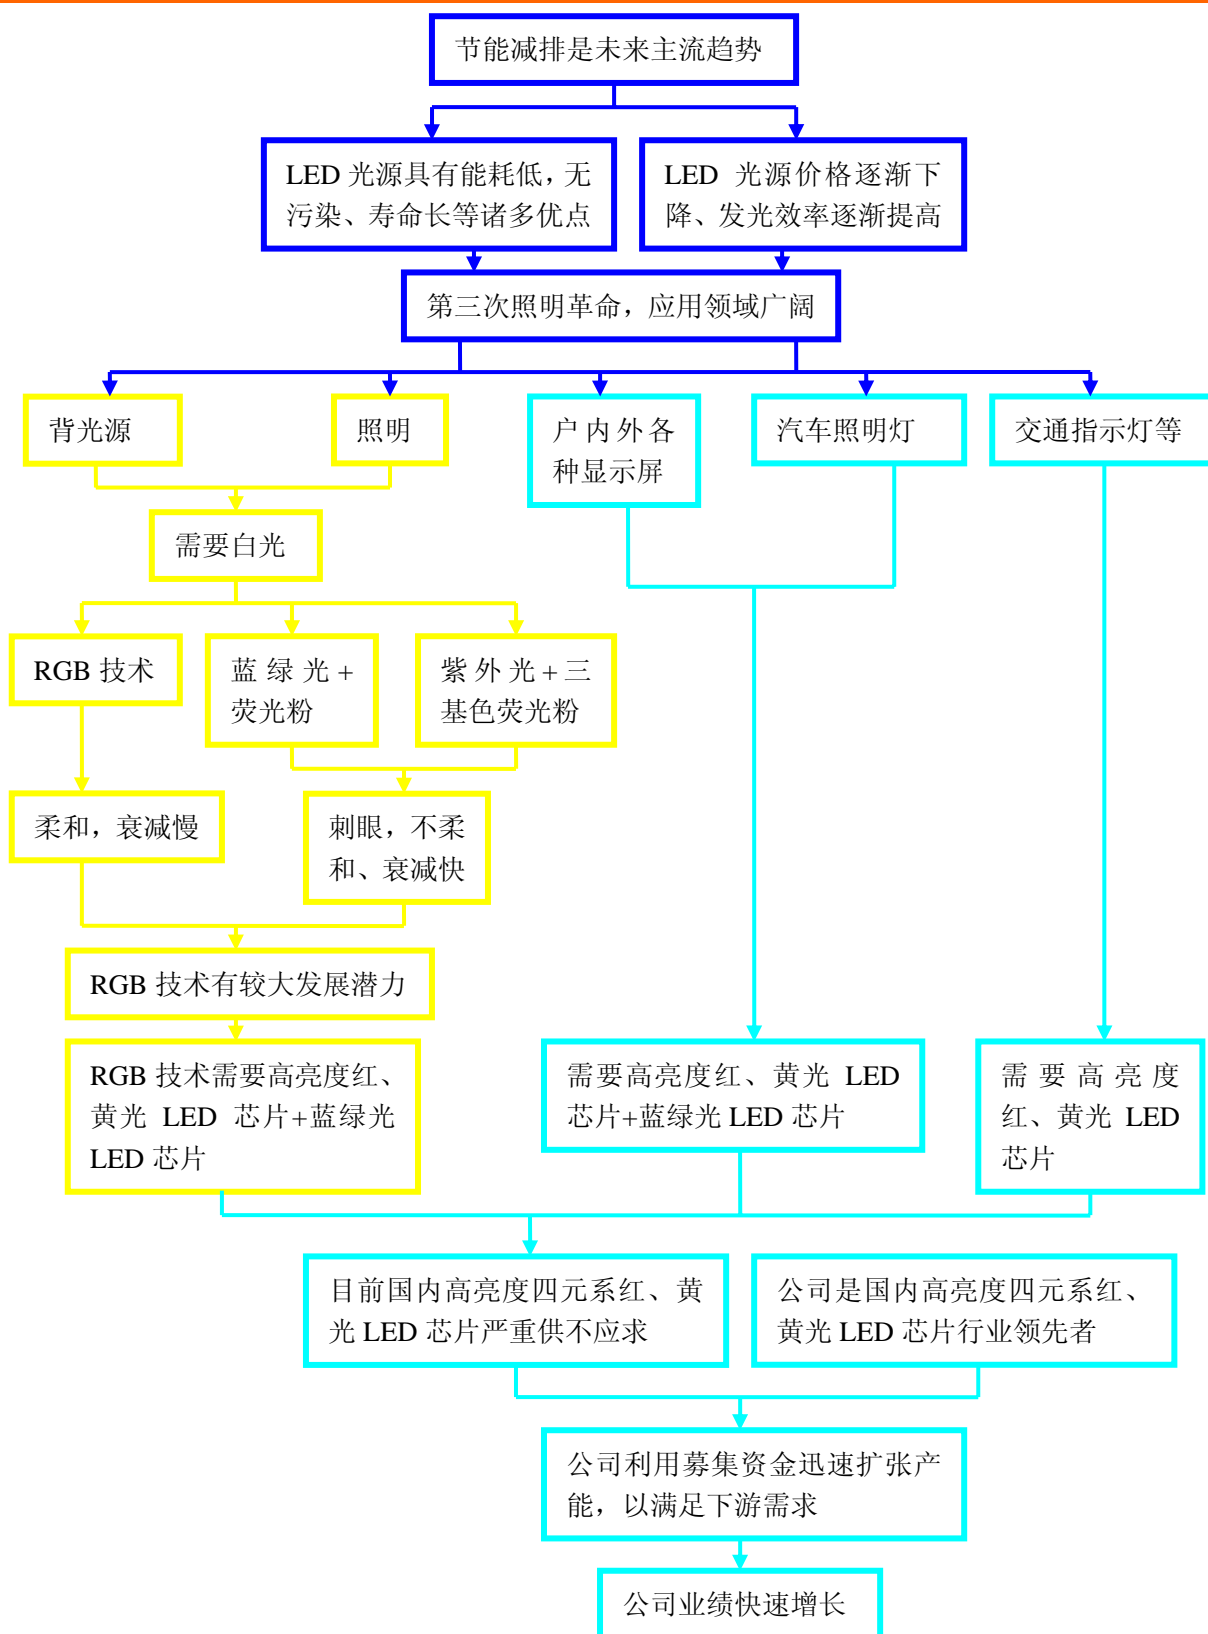 节能减排是未来主流趋势
LED 光源具有能耗低，无
污染、寿命长等诸多优点
LED 光源价格逐渐下
降、发光效率逐渐提高
第三次照明革命，应用领域广阔
背光源
照明
户内外各
种显示屏
汽车照明灯
交通指示灯等
需要白光
RGB 技术
蓝绿光+
荧光粉
紫外光+三
基色荧光粉
柔和，衰减慢
刺眼，不柔
和、衰减快
RGB 技术有较大发展潜力
RGB 技术需要高亮度红、
黄光 LED 芯片+蓝绿光
LED 芯片
需要高亮度红、黄光 LED
芯片+蓝绿光 LED 芯片
需要高亮度
红、黄光 LED
芯片
目前国内高亮度四元系红、黄
光 LED 芯片严重供不应求
公司是国内高亮度四元系红、
黄光 LED 芯片行业领先者
公司利用募集资金迅速扩张产
能，以满足下游需求
公司业绩快速增长